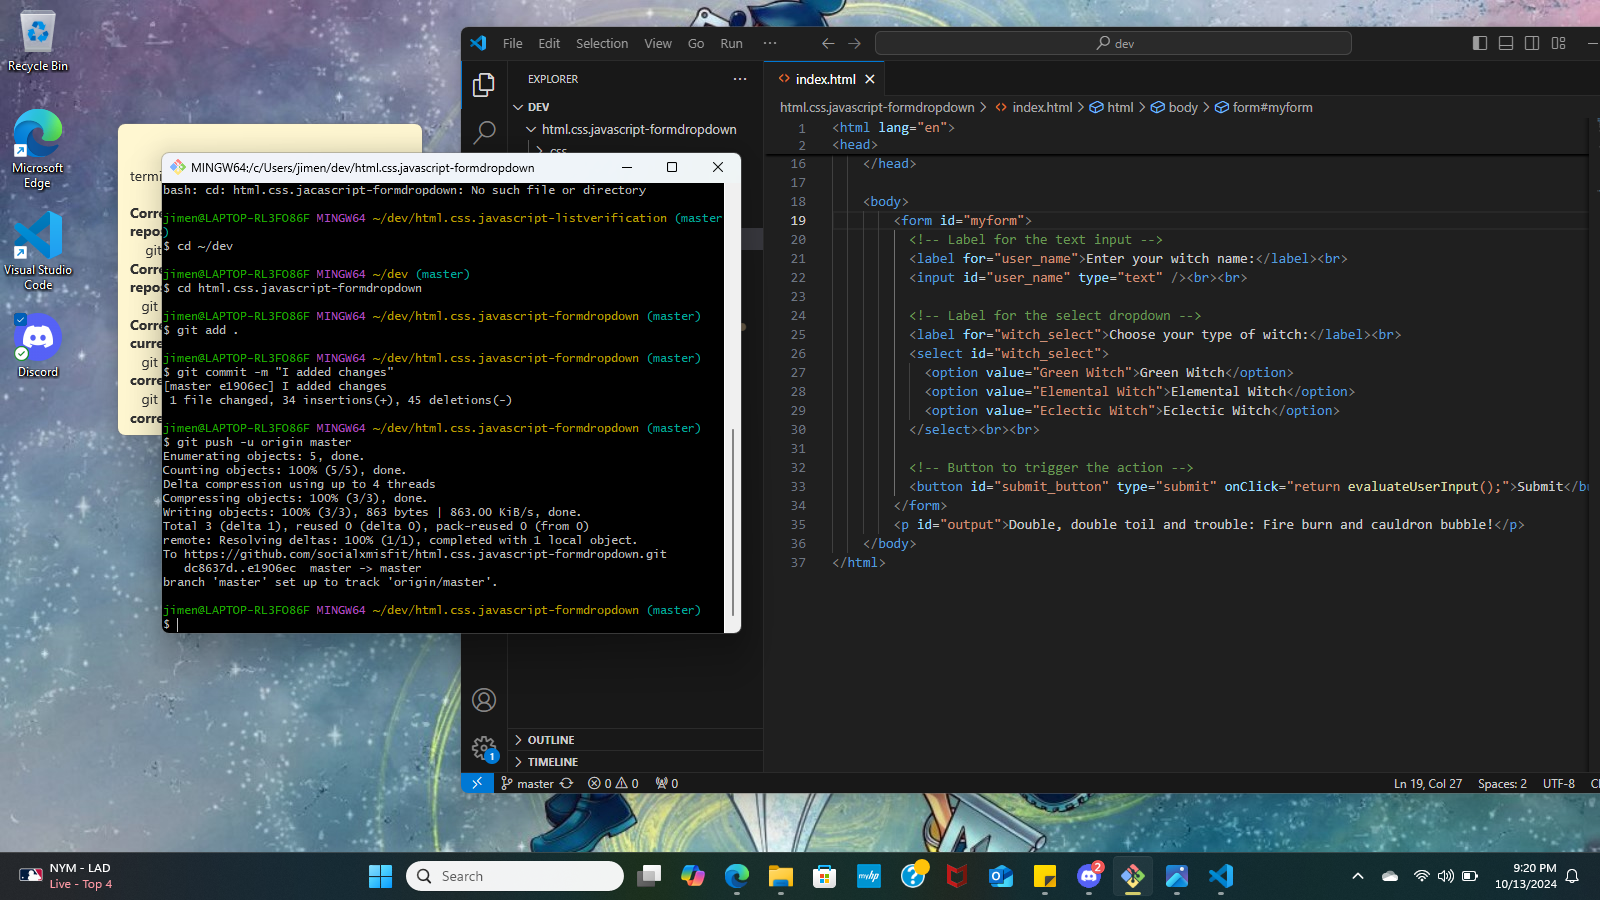 Recycle Bin
Microsoft
Edge
Visual Studio
Code
Discord
termi
Corre
repos
git
Corre
repos
git
Corre
curre
git
corre
git
corre
MINGW64:/c/Users/jimen/dev/html.css.javascript-formdropdown
bash: cd: html.css.jacascript-formdropdown: No such file or directory
jimen@LAPTOP-RL3FO86F MINGW64 ~/dev/html.css.javascript-listverification (master
)
$ cd ~/dev
jimen@LAPTOP-RL3FO86F MINGW64 ~/dev (master)
$ cd html.css.javascript-formdropdown
jimen@LAPTOP-RL3FO86F MINGW64 ~/dev/html.css.javascript-formdropdown (master)
$ git add .
jimen@LAPTOP-RL3FO86F MINGW64 ~/dev/html.css.javascript-formdropdown (master)
$ git commit -m "I added changes"
[master e1906ec] I added changes
1 file changed, 34 insertions(+), 45 deletions(-)
jimen@LAPTOP-RL3FO86F MINGW64 ~/dev/html.css.javascript-formdropdown (master)
$ git push -u origin master
Enumerating objects: 5, done.
Counting objects: 100% (5/5), done.
Delta compression using up to 4 threads
Compressing objects: 100% (3/3), done.
Writing objects: 100% (3/3), 863 bytes | 863.00 KiB/s, done.
Total 3 (delta 1), reused 0 (delta 0), pack-reused 0 (from 0)
remote: Resolving deltas: 100% (1/1), completed with 1 local object.
To https://github.com/socialxmisfit/html.css.javascript-formdropdown.git
dc8637d..e1906ec  master -> master
branch 'master' set up to track 'origin/master'.
jimen@LAPTOP-RL3FO86F MINGW64 ~/dev/html.css.javascript-formdropdown (master)
$
File Edit Selection View Go Run ···
dev
EXPLORER ···
DEV
html.css.javascript-formdropdown
css
OUTLINE
TIMELINE
index.html
html.css.javascript-formdropdown > index.html > html > body > form#myform
1 <html lang="en">
2 <head>
16 </head>
17
18 <body>
19 <form id="myform">
20 <!-- Label for the text input -->
21 <label for="user_name">Enter your witch name:</label><br>
22 <input id="user_name" type="text" /><br><br>
23
24 <!-- Label for the select dropdown -->
25 <label for="witch_select">Choose your type of witch:</label><br>
26 <select id="witch_select">
27 <option value="Green Witch">Green Witch</option>
28 <option value="Elemental Witch">Elemental Witch</option>
29 <option value="Eclectic Witch">Eclectic Witch</option>
30 </select><br><br>
31
32 <!-- Button to trigger the action -->
33 <button id="submit_button" type="submit" onClick="return evaluateUserInput();">Submit</bu
34 </form>
35 <p id="output">Double, double toil and trouble: Fire burn and cauldron bubble!</p>
36 </body>
37 </html>
1
master 0 0 0
Ln 19, Col 27 Spaces: 2 UTF-8
NYM - LAD
Live - Top 4
Search
myhp
2
9:20 PM
10/13/2024